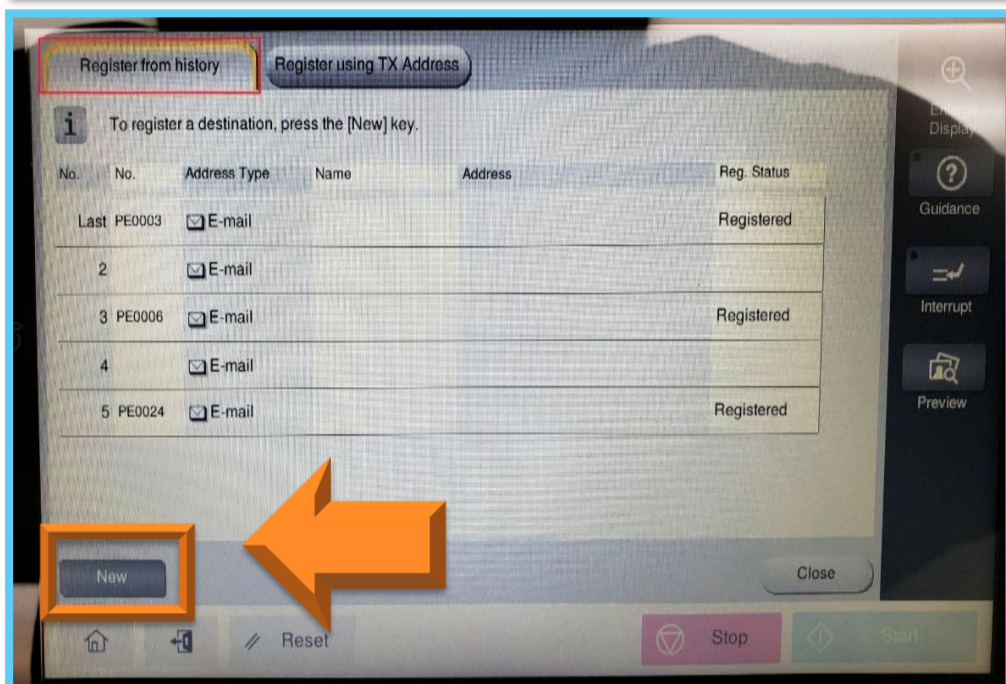 Register from history
Register using TX Address
i
To register a destination, press the [New] key.
No.
No.
Address Type
Name
Address
Reg. Status
Last PE0003 E-mail Registered
2 E-mail
3 PE0006 E-mail Registered
4 E-mail
5 PE0024 E-mail Registered
New
Close
Reset
Stop
Start
Display
?
Guidance
Interrupt
Preview